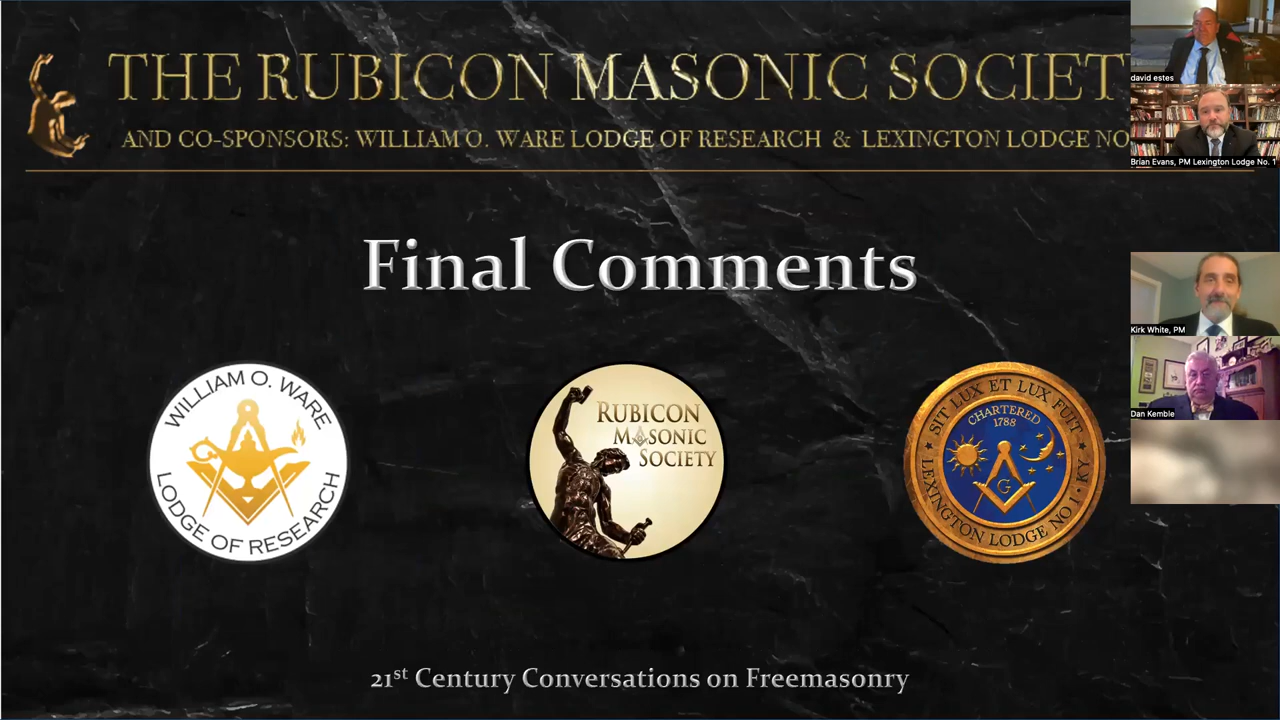 THE RUBICON MASONIC SOCIET
AND CO-SPONSORS: WILLIAM O. WARE LODGE OF RESEARCH & LEXINGTON LODGE NO
david estes
Brian Evans, PM Lexington Lodge No. 1
Final Comments
Kirk White, PM
Dan Kemble
WILLIAM O. WARE
LODGE OF RESEARCH
RUBICON
MASONIC
SOCIETY
SIT LUX ET LUX FUIT
CHARTERED
1788
G
LEXINGTON LODGE NO 1 • KY
21st Century Conversations on Freemasonry